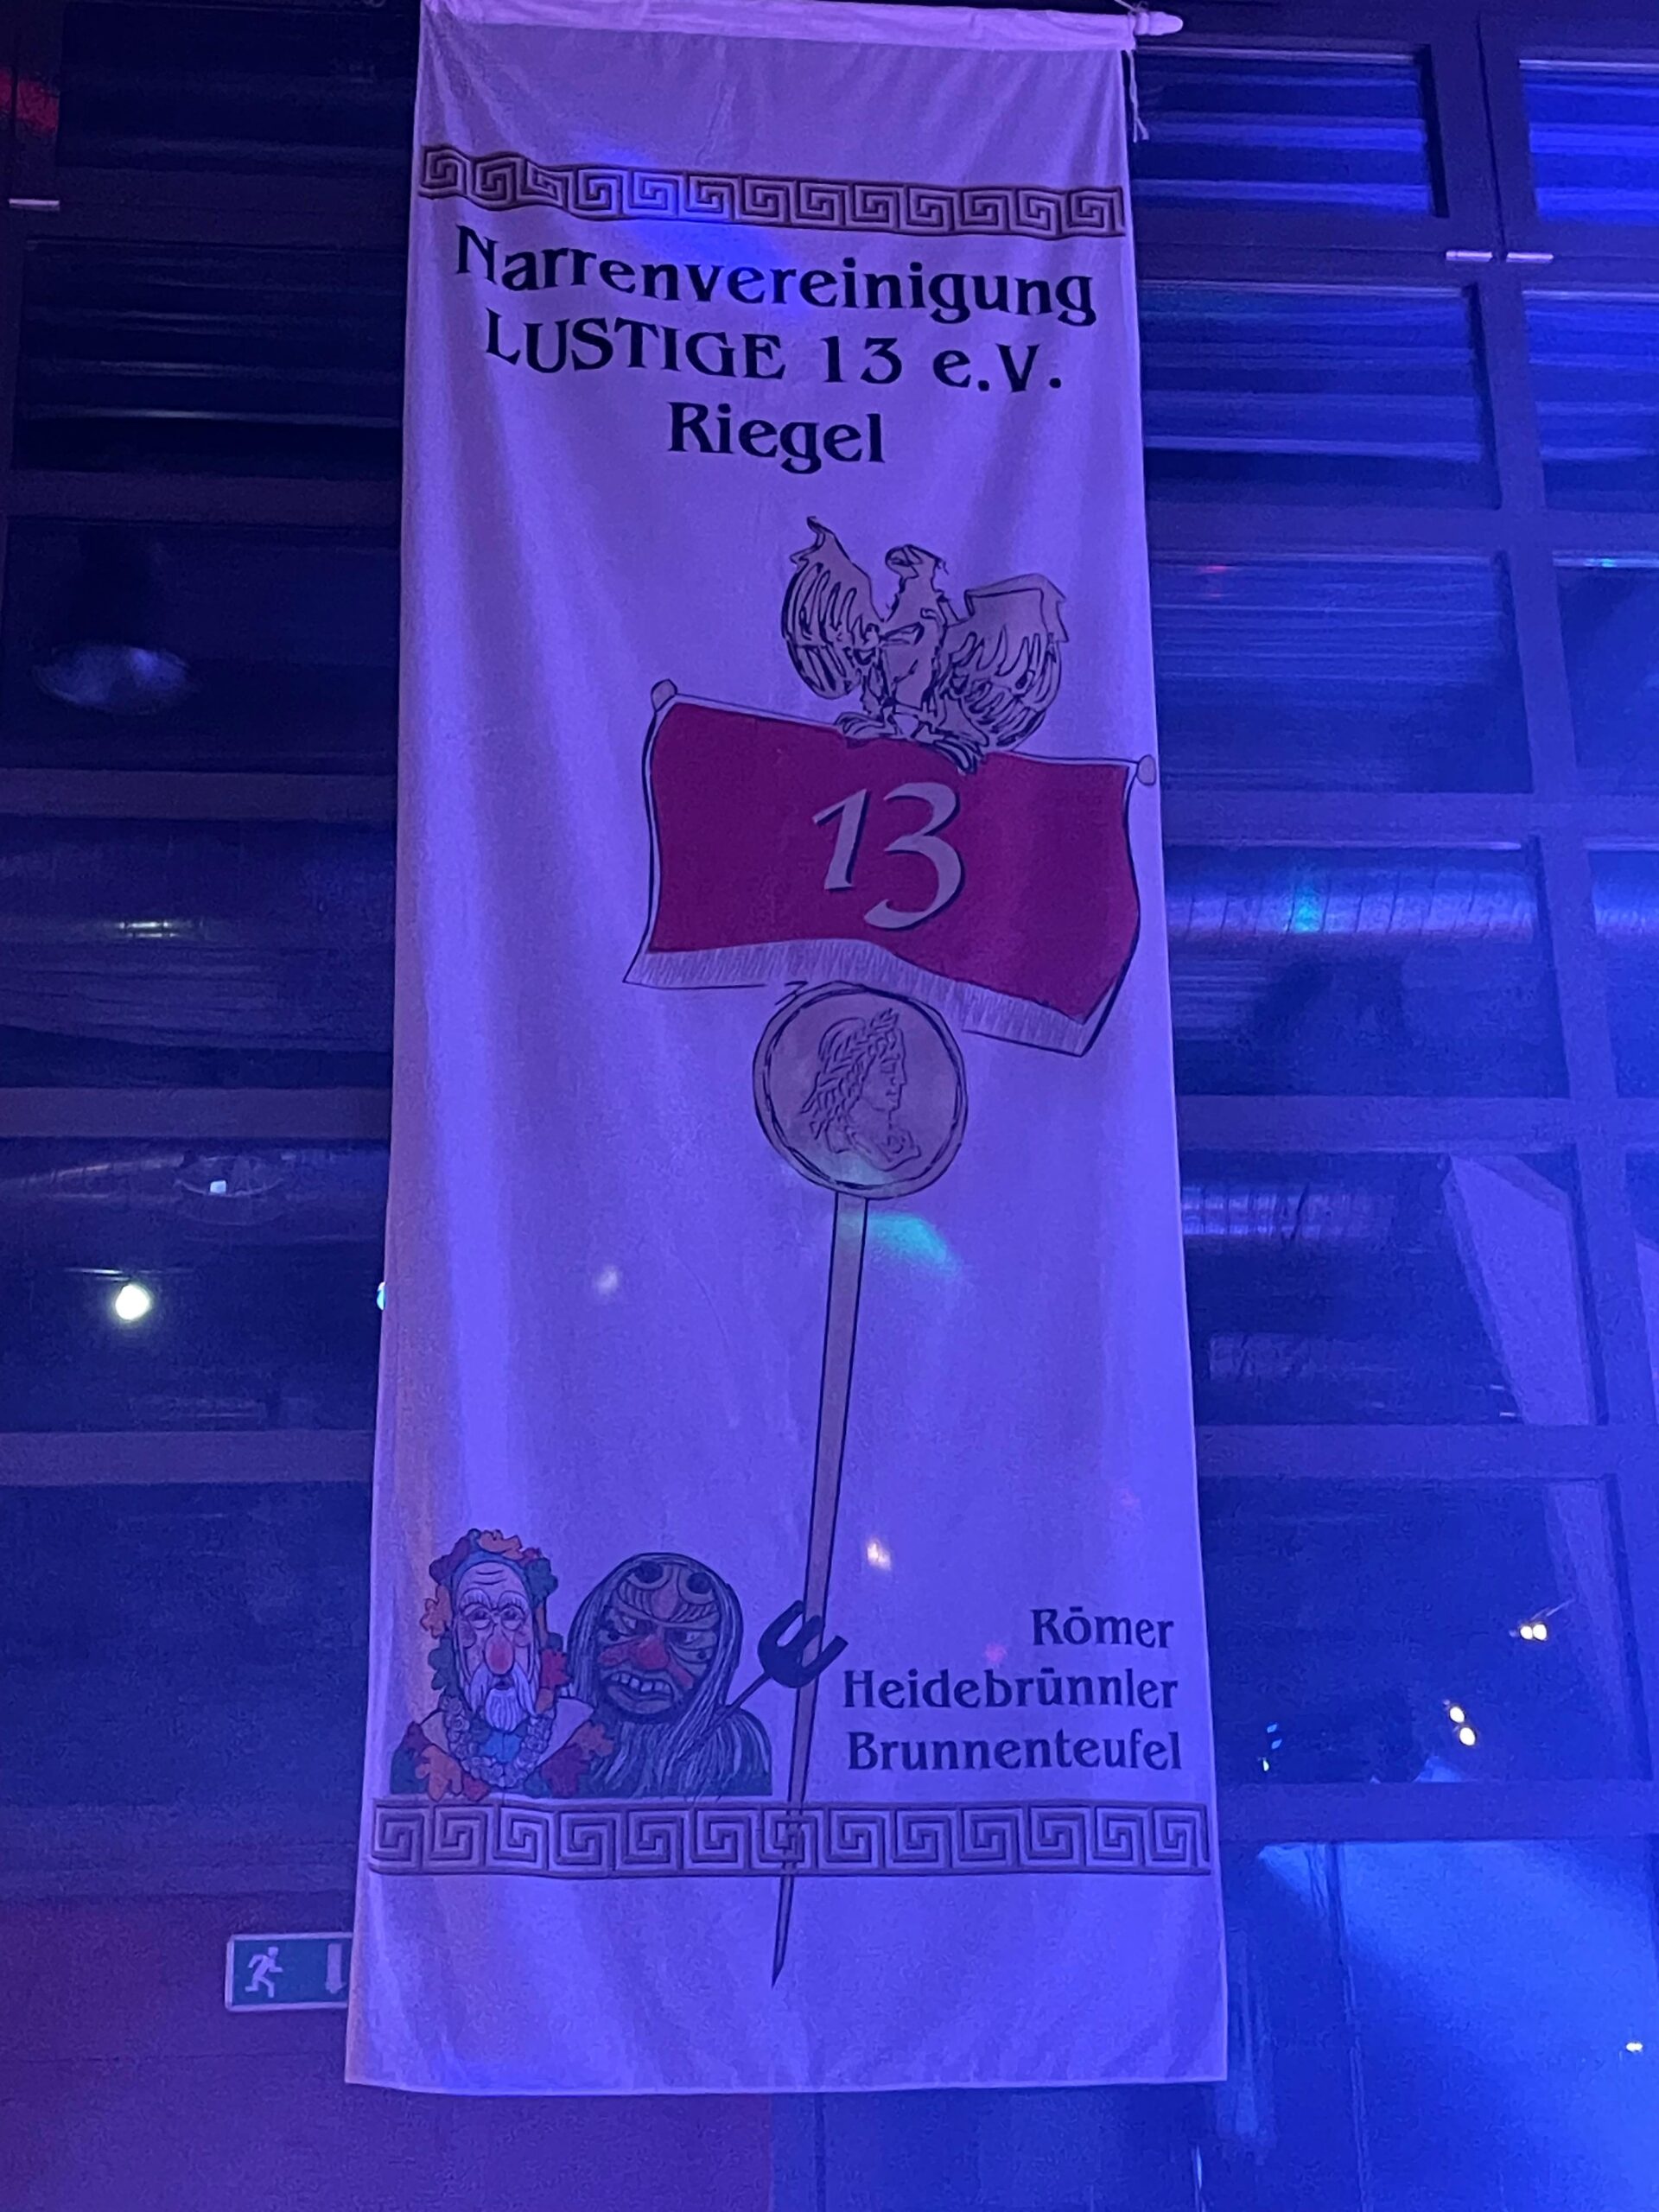 Narrenvereinigung
LUSTIGE 13 e.V.
Riegel
13
Römer
Heidebrünnler
Brunnenteufel